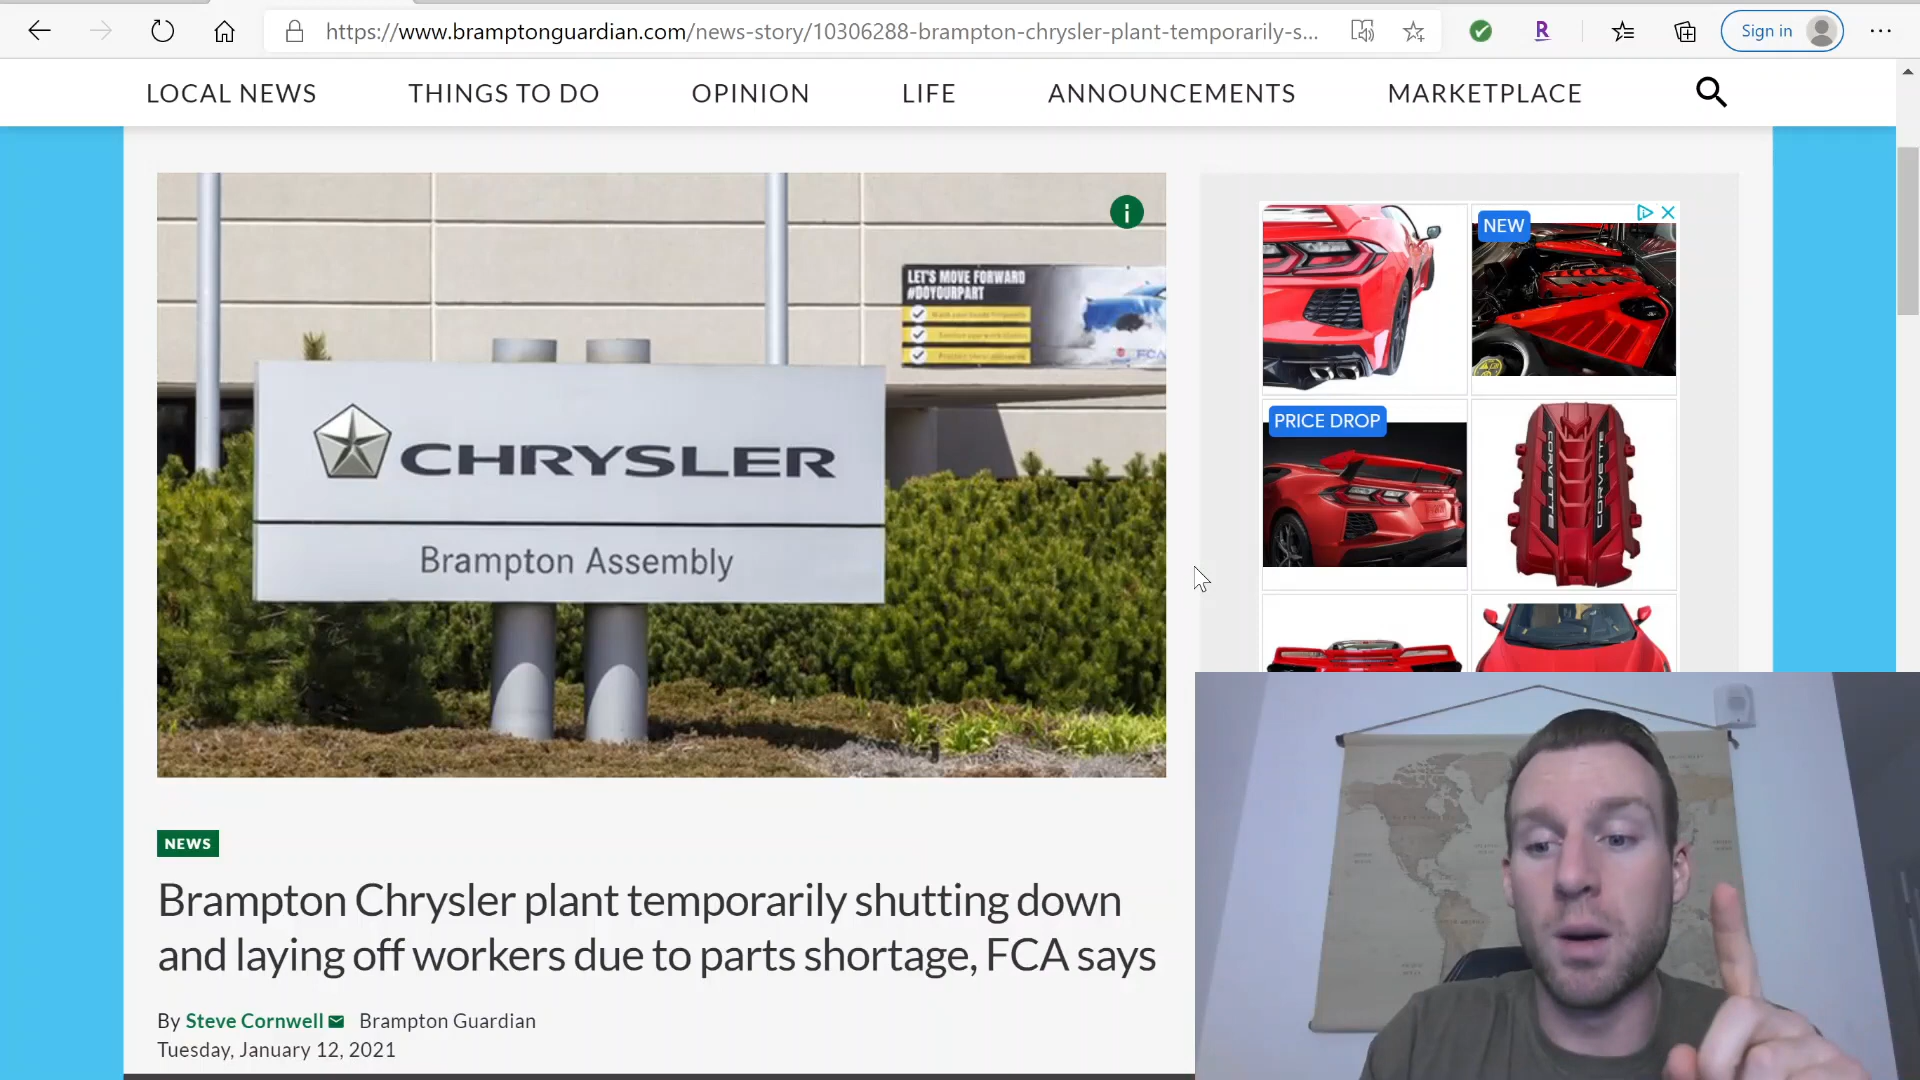 https://www.bramptonguardian.com/news-story/10306288-brampton-chrysler-plant-temporarily-s...
Sign in
LOCAL NEWS
THINGS TO DO
OPINION
LIFE
ANNOUNCEMENTS
MARKETPLACE
LET'S MOVE FORWARD
#DOYOURPART
FCA
CHRYSLER
Brampton Assembly
NEW
PRICE DROP
CORVETTE
CORVETTE
NEWS
Brampton Chrysler plant temporarily shutting down
and laying off workers due to parts shortage, FCA says
By Steve Cornwell Brampton Guardian
Tuesday, January 12, 2021